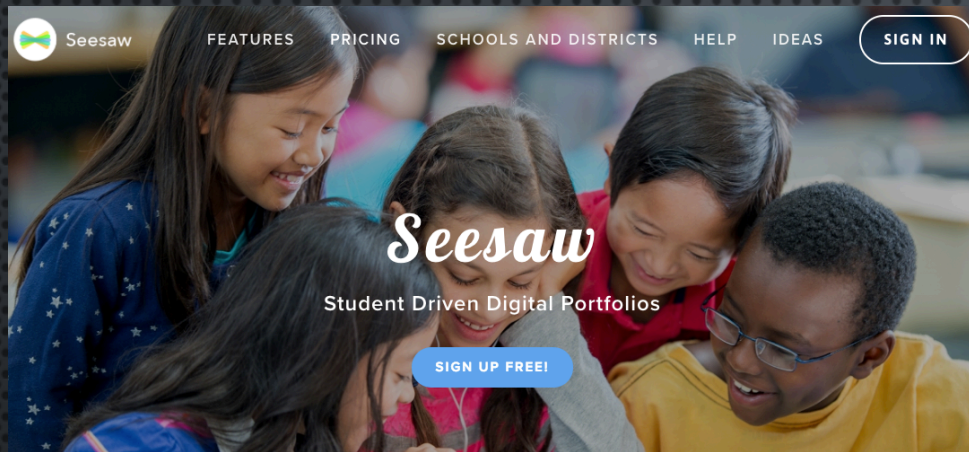 Seesaw
FEATURES PRICING SCHOOLS AND DISTRICTS HELP IDEAS SIGN IN
Seesaw
Student Driven Digital Portfolios
SIGN UP FREE!